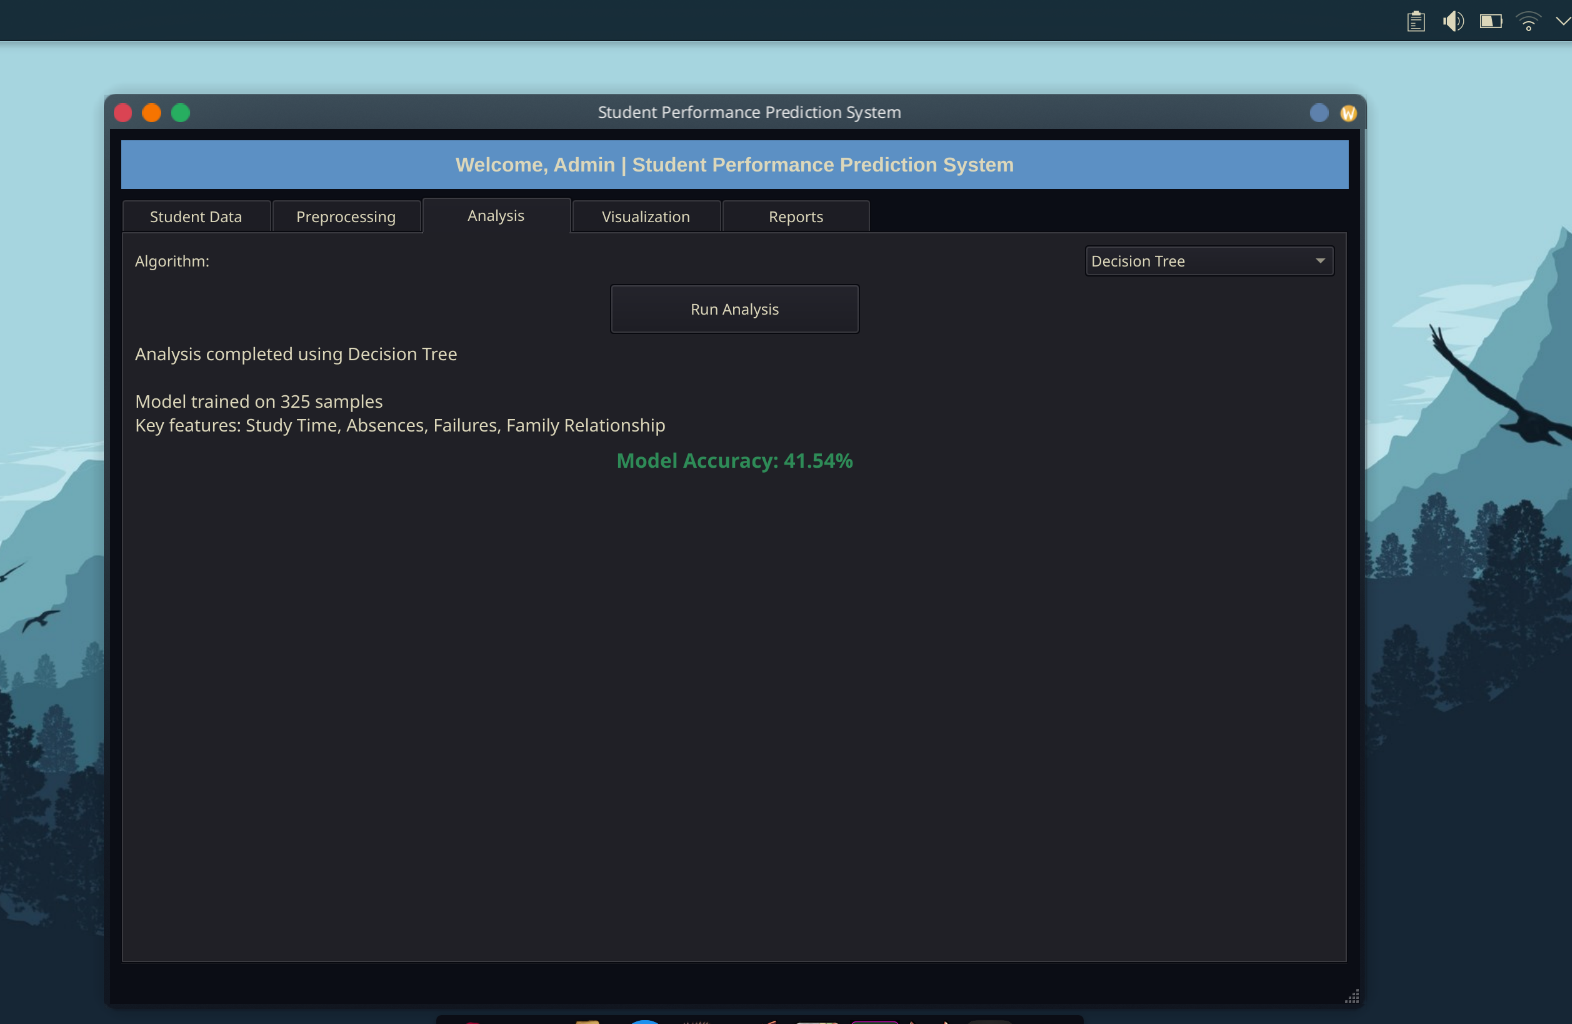 Student Performance Prediction System
W
Welcome, Admin | Student Performance Prediction System
Student Data Preprocessing Analysis Visualization Reports
Algorithm: Decision Tree
Run Analysis
Analysis completed using Decision Tree
Model trained on 325 samples
Key features: Study Time, Absences, Failures, Family Relationship
Model Accuracy: 41.54%